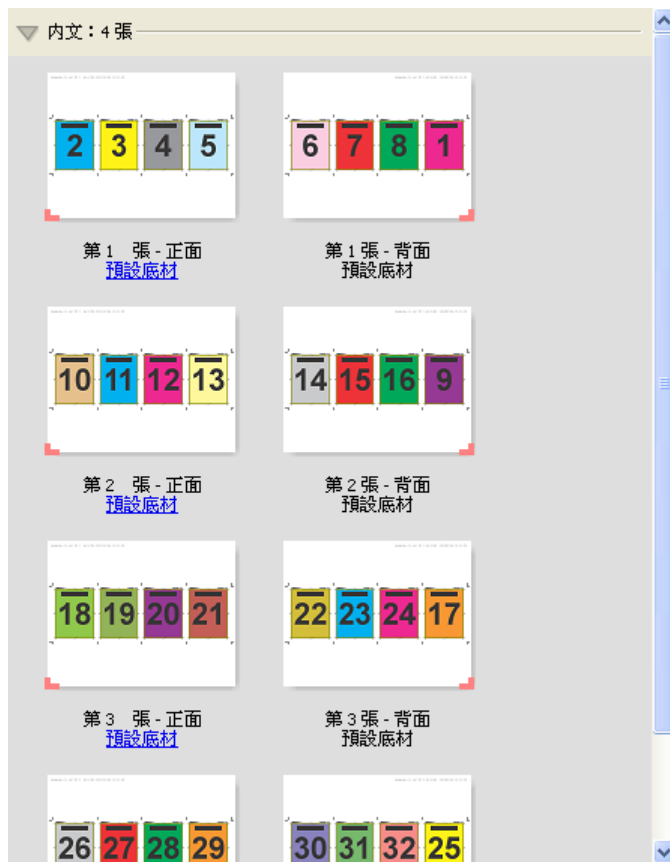 內文：4 張
2 3 4 5
6 7 8 1
第 1 張 - 正面
預設底材
第 1 張 - 背面
預設底材
10 11 12 13
14 15 16 9
第 2 張 - 正面
預設底材
第 2 張 - 背面
預設底材
18 19 20 21
22 23 24 17
第 3 張 - 正面
預設底材
第 3 張 - 背面
預設底材
26 27 28 29
30 31 32 25